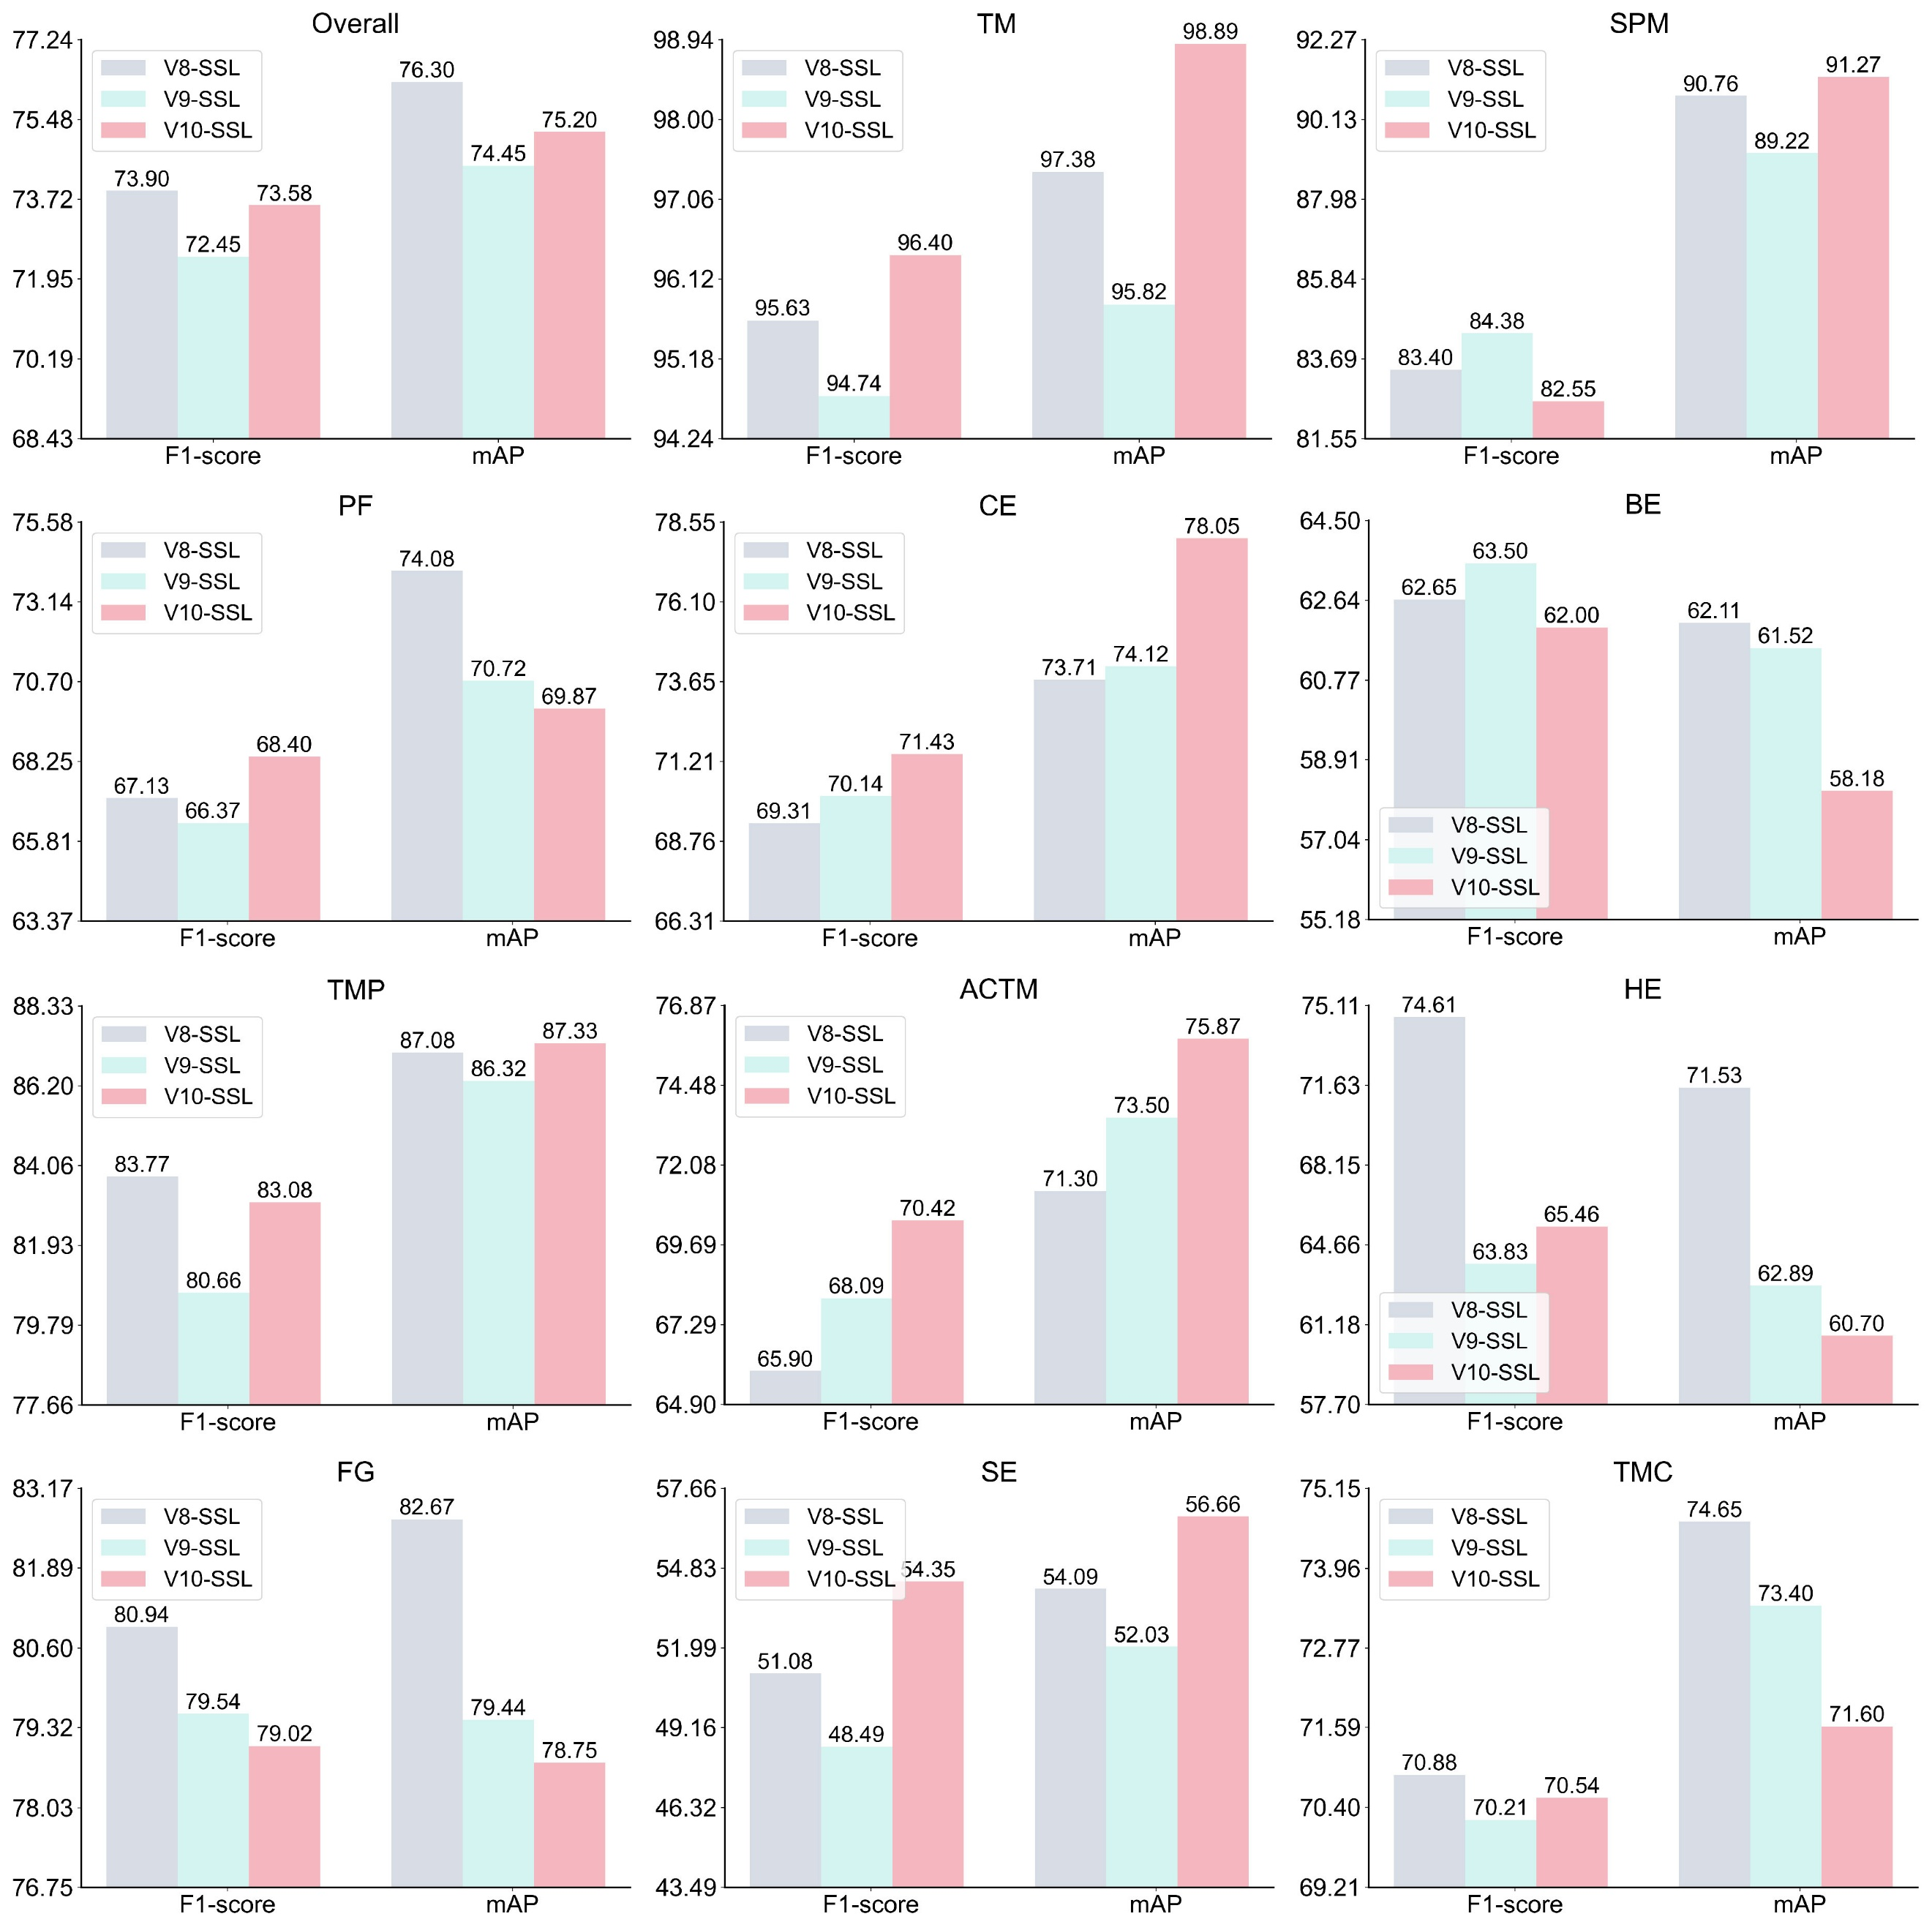 Overall
77.24
75.48
73.72
71.95
70.19
68.43
V8-SSL
V9-SSL
V10-SSL
73.90
72.45
73.58
76.30
74.45
75.20
F1-score
mAP
TM
98.94
98.00
97.06
96.12
95.18
94.24
V8-SSL
V9-SSL
V10-SSL
95.63
94.74
96.40
97.38
95.82
98.89
F1-score
mAP
SPM
92.27
90.13
87.98
85.84
83.69
81.55
V8-SSL
V9-SSL
V10-SSL
83.40
84.38
82.55
90.76
89.22
91.27
F1-score
mAP
PF
75.58
73.14
70.70
68.25
65.81
63.37
V8-SSL
V9-SSL
V10-SSL
67.13
66.37
68.40
74.08
70.72
69.87
F1-score
mAP
CE
78.55
76.10
73.65
71.21
68.76
66.31
V8-SSL
V9-SSL
V10-SSL
69.31
70.14
71.43
73.71
74.12
78.05
F1-score
mAP
BE
64.50
62.64
60.77
58.91
57.04
55.18
62.65
63.50
62.00
62.11
61.52
58.18
V8-SSL
V9-SSL
V10-SSL
F1-score
mAP
TMP
88.33
86.20
84.06
81.93
79.79
77.66
V8-SSL
V9-SSL
V10-SSL
83.77
80.66
83.08
87.08
86.32
87.33
F1-score
mAP
ACTM
76.87
74.48
72.08
69.69
67.29
64.90
V8-SSL
V9-SSL
V10-SSL
65.90
68.09
70.42
71.30
73.50
75.87
F1-score
mAP
HE
75.11
71.63
68.15
64.66
61.18
57.70
74.61
63.83
65.46
71.53
62.89
60.70
V8-SSL
V9-SSL
V10-SSL
F1-score
mAP
FG
83.17
81.89
80.60
79.32
78.03
76.75
V8-SSL
V9-SSL
V10-SSL
80.94
79.54
79.02
82.67
79.44
78.75
F1-score
mAP
SE
57.66
54.83
51.99
49.16
46.32
43.49
V8-SSL
V9-SSL
V10-SSL
51.08
48.49
54.35
54.09
52.03
56.66
F1-score
mAP
TMC
75.15
73.96
72.77
71.59
70.40
69.21
V8-SSL
V9-SSL
V10-SSL
70.88
70.21
70.54
74.65
73.40
71.60
F1-score
mAP